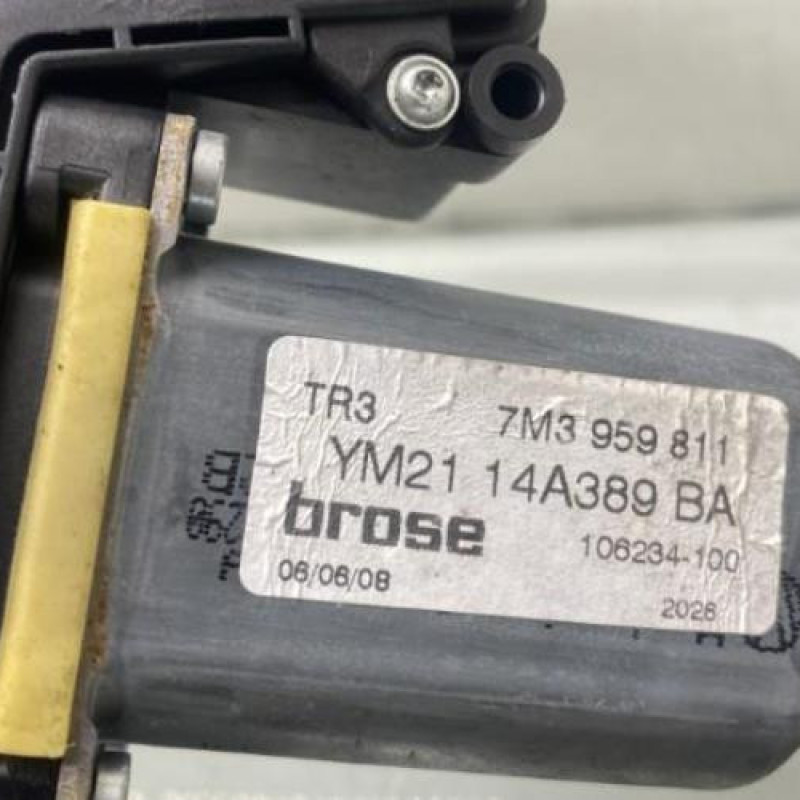 TR3 7M3 959 811
YM21 14A389 BA
brose 106234-100
06/06/08 2026